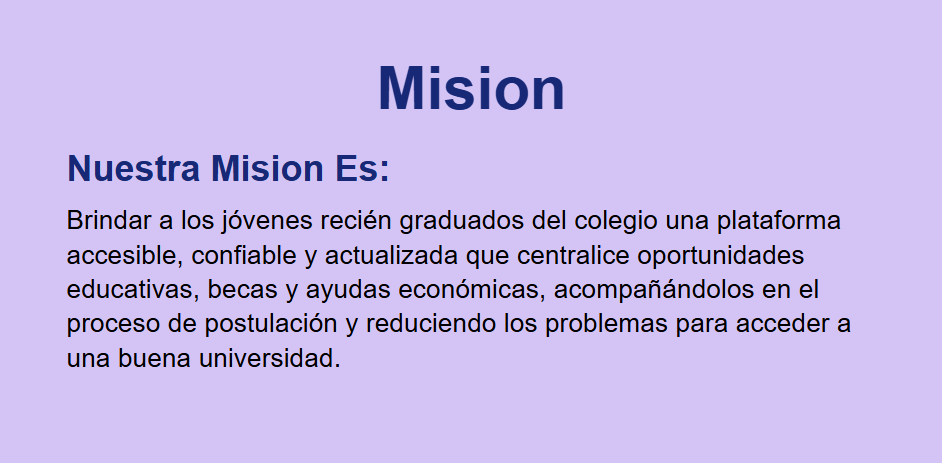 Mision
Nuestra Mision Es:
Brindar a los jóvenes recién graduados del colegio una plataforma
accesible, confiable y actualizada que centralice oportunidades
educativas, becas y ayudas económicas, acompañándolos en el
proceso de postulación y reduciendo los problemas para acceder a
una buena universidad.